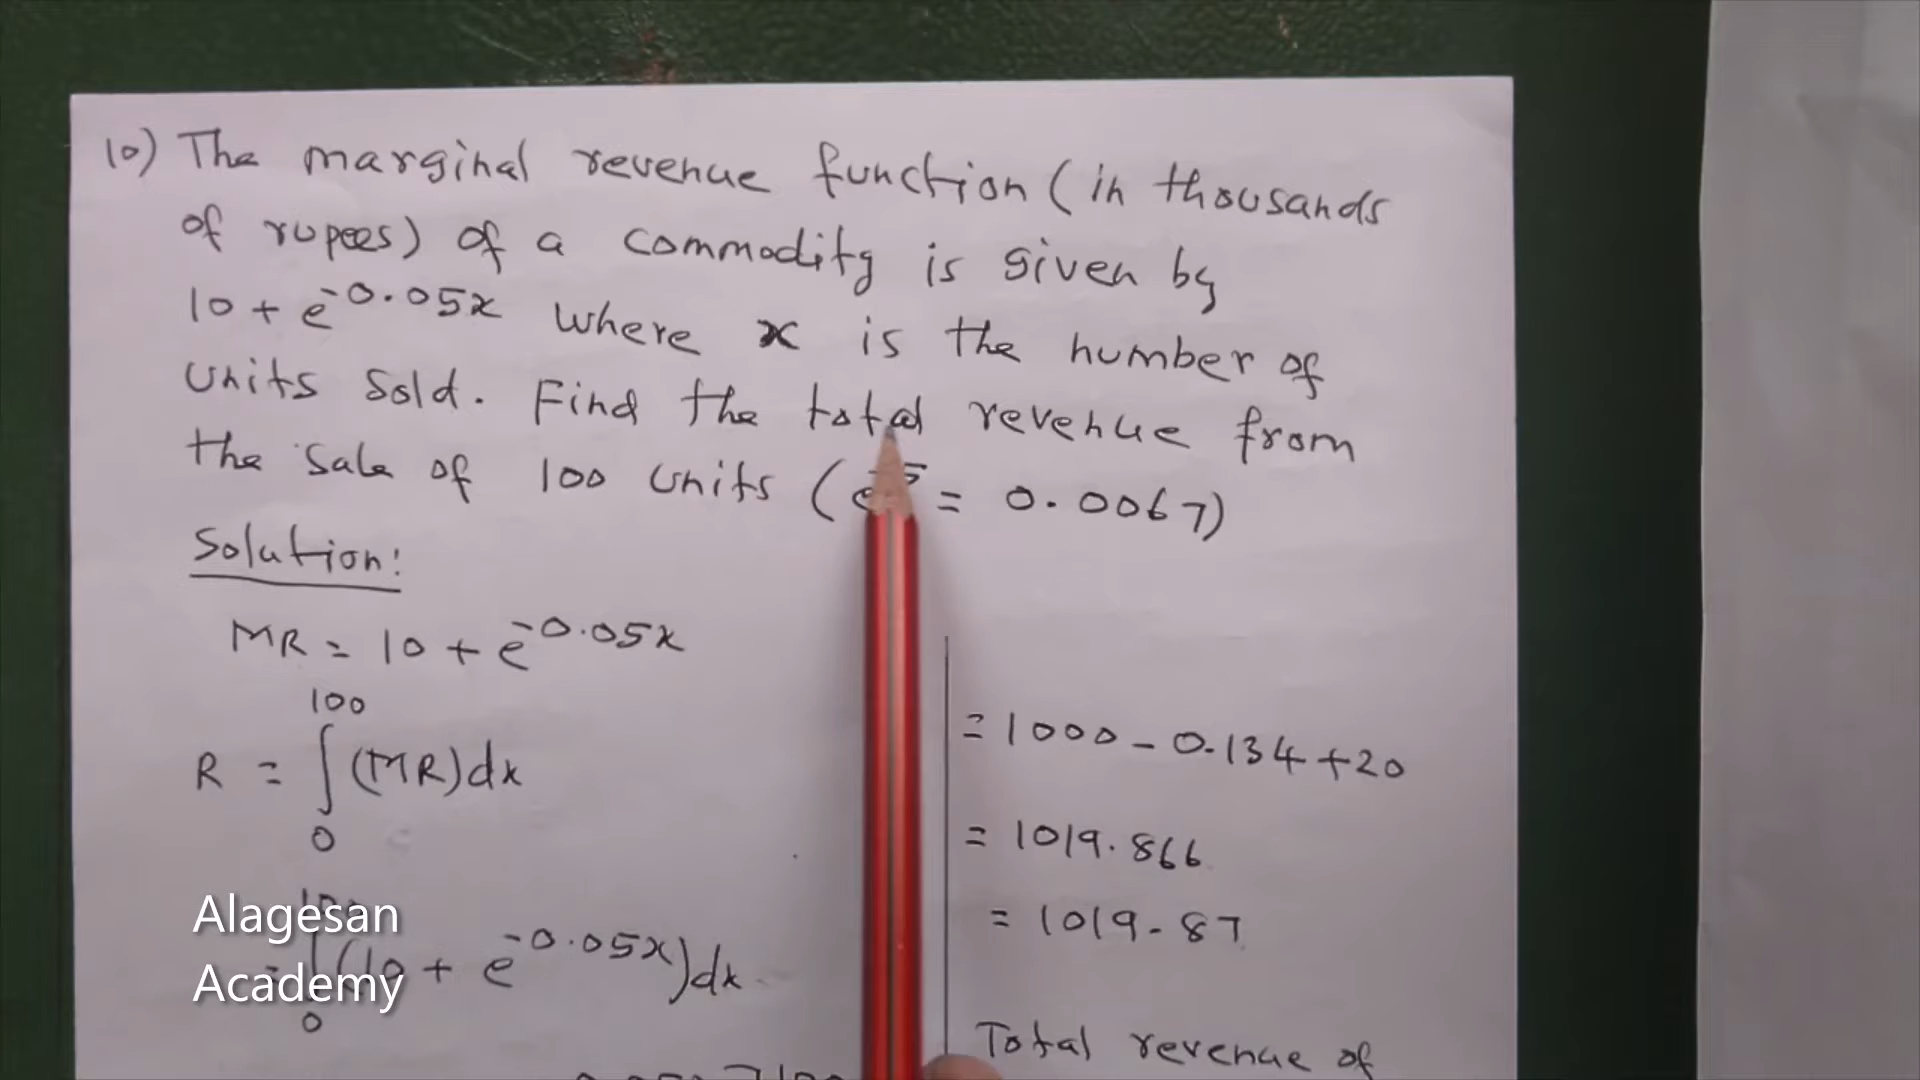 10) The marginal revenue function (in thousands
of rupees) of a commodity is given by
10 + e^-0.05x where x is the number of
units sold. Find the total revenue from
the sale of 100 units (e^-5 = 0.0067)
Solution:
MR = 10 + e^-0.05x
100
R = ∫ (MR)dx
0
= ∫ (10 + e^-0.05x)dx
0
= 1000 - 0.134 + 20
= 1019.866
= 1019.87
Total revenue of
Alagesan
Academy